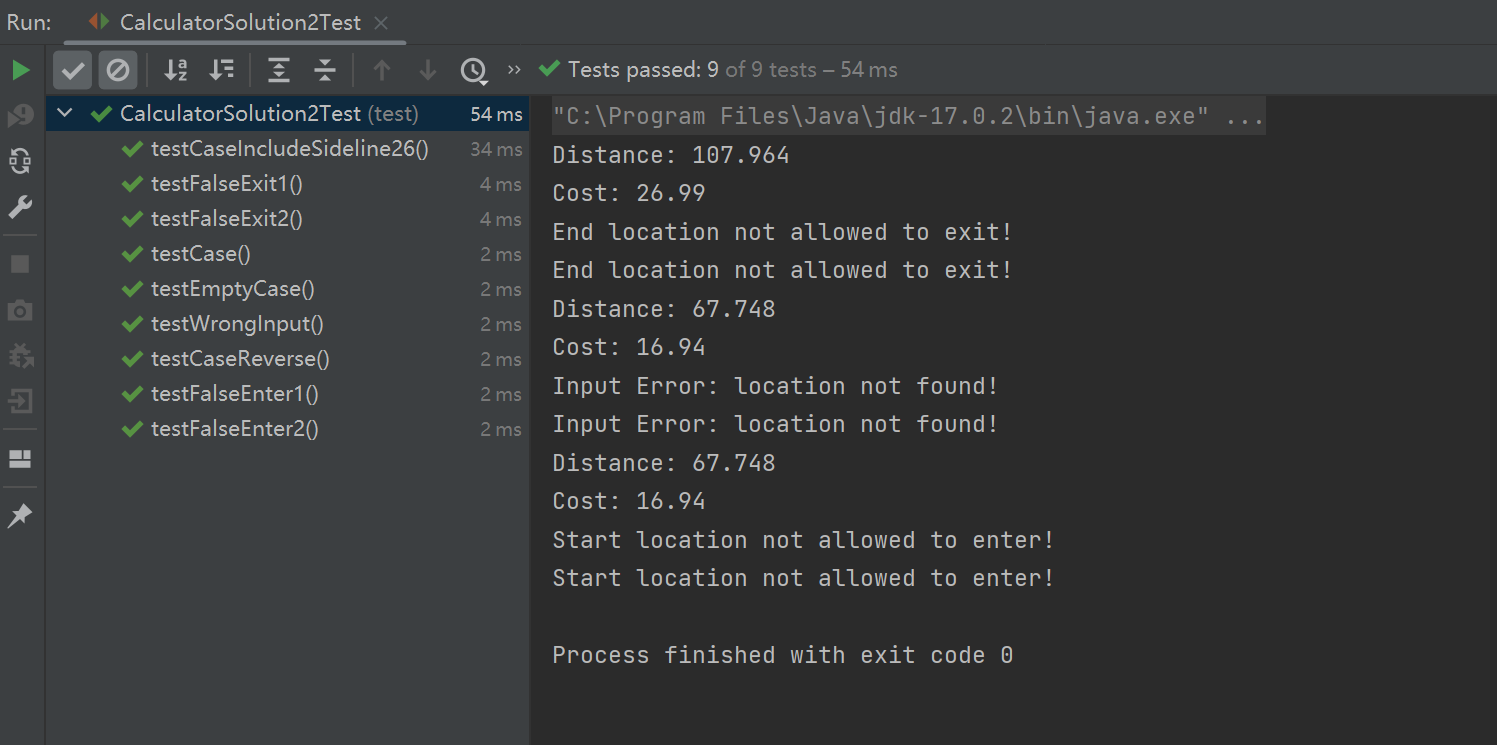 Run: CalculatorSolution2Test
Tests passed: 9 of 9 tests – 54 ms
CalculatorSolution2Test (test) 54 ms
testCaseIncludeSideline26() 34 ms
testFalseExit1() 4 ms
testFalseExit2() 4 ms
testCase() 2 ms
testEmptyCase() 2 ms
testWrongInput() 2 ms
testCaseReverse() 2 ms
testFalseEnter1() 2 ms
testFalseEnter2() 2 ms
"C:\Program Files\Java\jdk-17.0.2\bin\java.exe" ...
Distance: 107.964
Cost: 26.99
End location not allowed to exit!
End location not allowed to exit!
Distance: 67.748
Cost: 16.94
Input Error: location not found!
Input Error: location not found!
Distance: 67.748
Cost: 16.94
Start location not allowed to enter!
Start location not allowed to enter!
Process finished with exit code 0